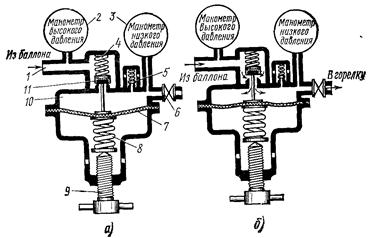 2
Манометр
высокого
давления
3
Манометр
низкого
давления
4
Из баллона
1
11
10
5
6
7
8
9
а)
Манометр
высокого
давления
Манометр
низкого
давления
Из баллона
В горелку
б)